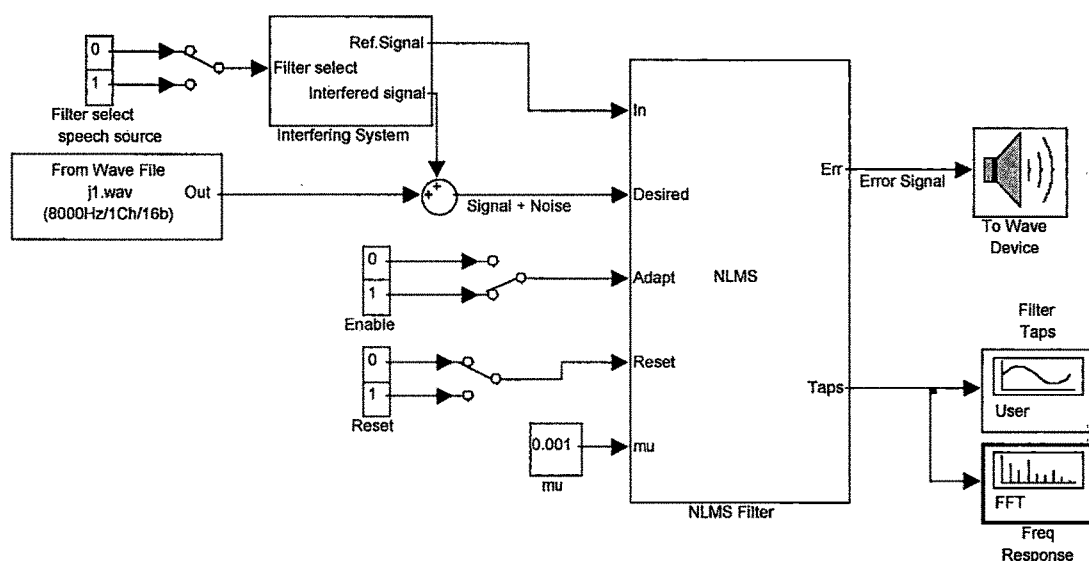 0
1
Filter select
speech source
Filter select
Ref.Signal
Interfered signal
Interfering System
From Wave File
j1.wav
(8000Hz/1Ch/16b)
Out
+
+
Signal + Noise
0
1
Enable
0
1
Reset
0.001
mu
In
Desired
Adapt
Reset
mu
NLMS
Err
Taps
NLMS Filter
Error Signal
To Wave
Device
Filter
Taps
User
FFT
Freq
Response